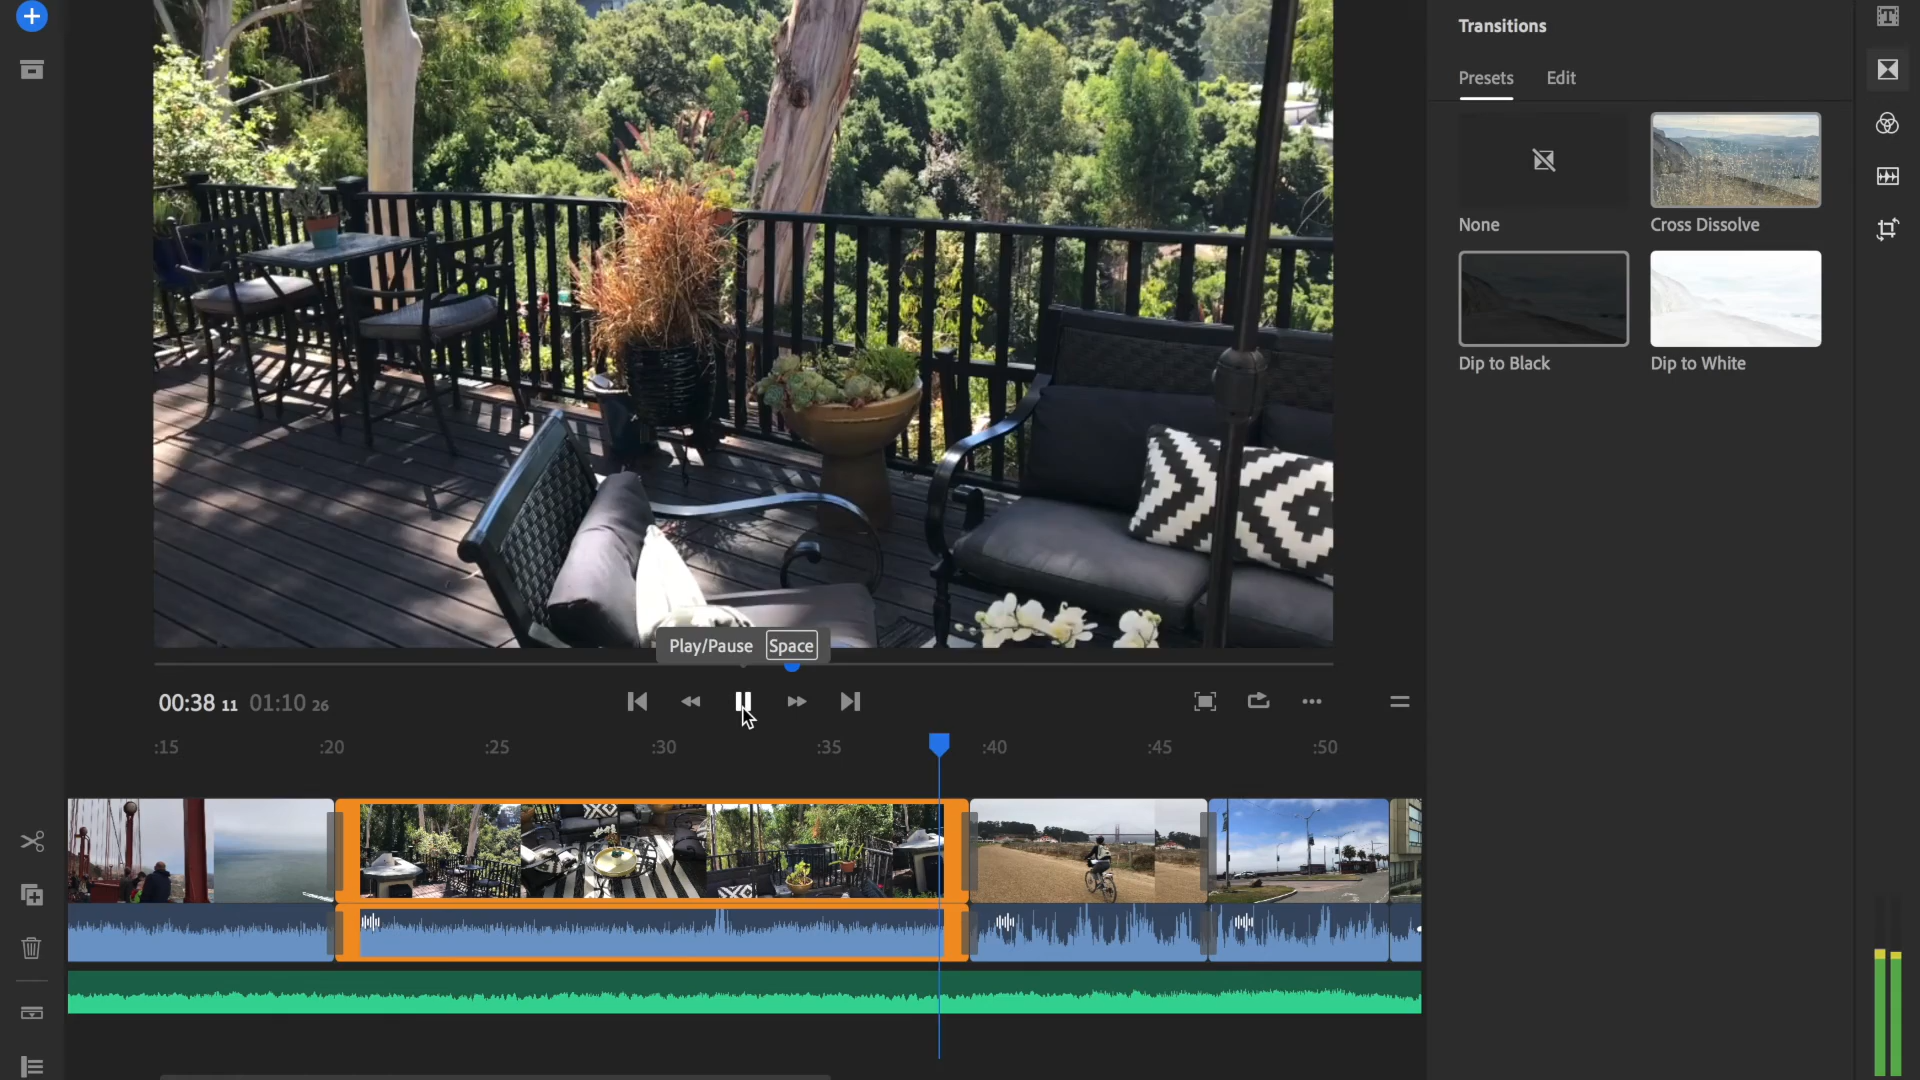 Transitions
Presets Edit
None Cross Dissolve
Dip to Black Dip to White
Play/Pause Space
00:38 11 01:10 26
:15 :20 :25 :30 :35 :40 :45 :50